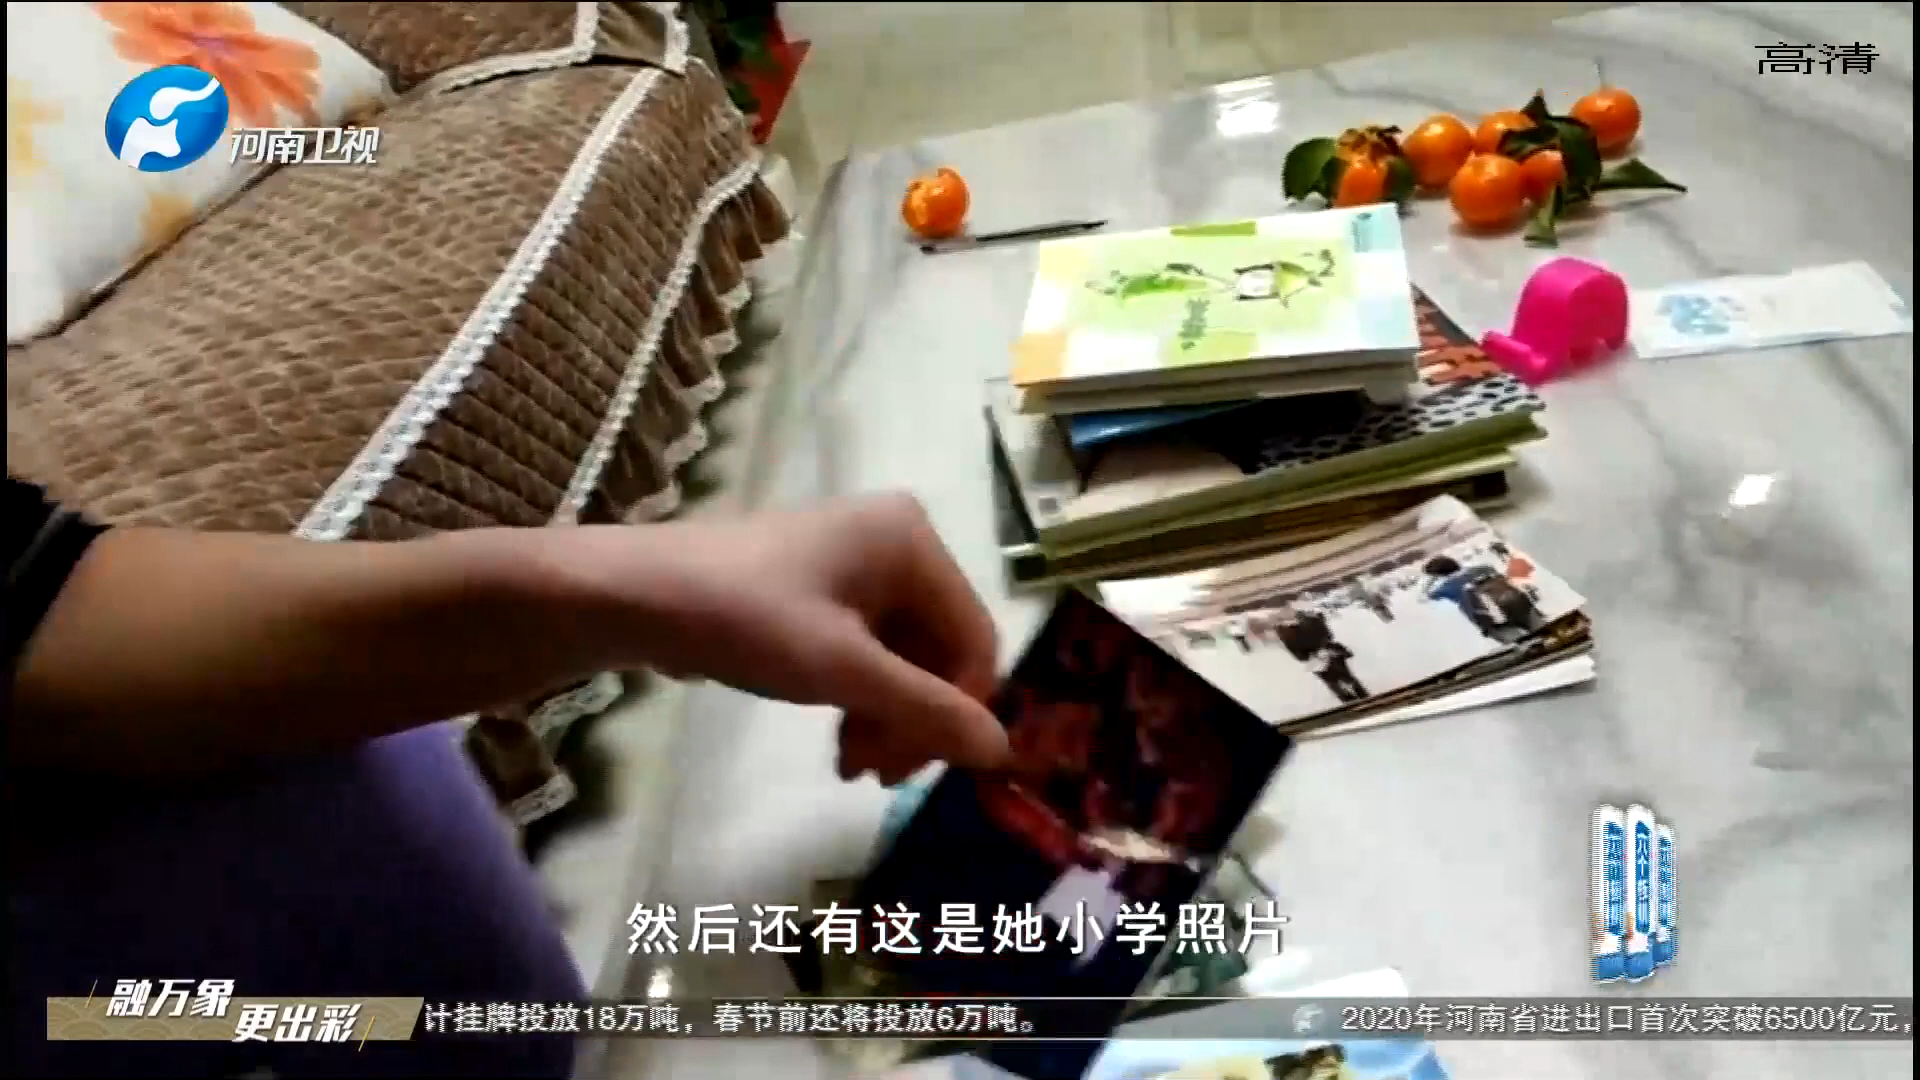 高清
河南卫视
然后还有这是她小学照片
融万象
更出彩
计挂牌投放18万吨，春节前还将投放6万吨。
2020年河南省进出口首次突破6500亿元，